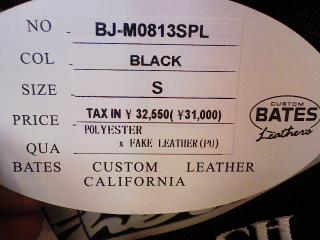 NO BJ-M0813SPL
COL BLACK
SIZE S
PRICE TAX IN ¥ 32,550( ¥31,000)
QUA POLYESTER
x FAKE LEATHER(PU)
BATES CUSTOM LEATHER
CALIFORNIA
CUSTOM
BATES
Leathers